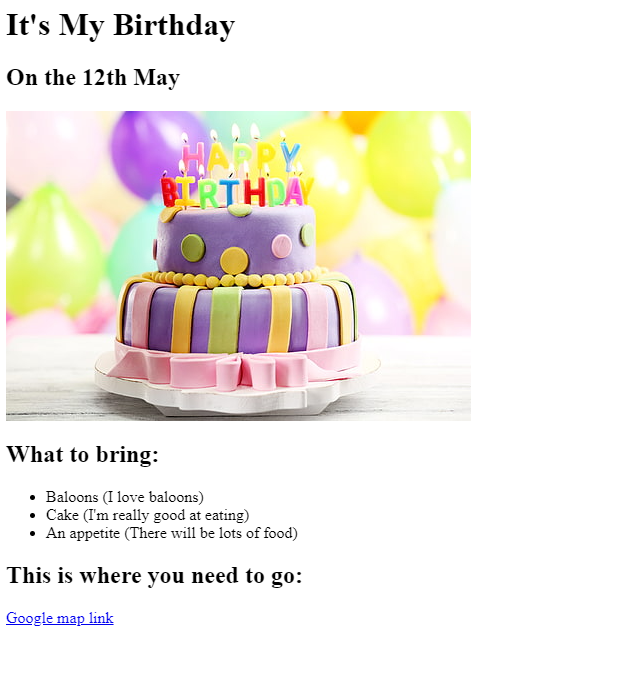 It's My Birthday
On the 12th May
HAPPY
BIRTHDAY
What to bring:
Baloons (I love baloons)
Cake (I'm really good at eating)
An appetite (There will be lots of food)
This is where you need to go:
Google map link